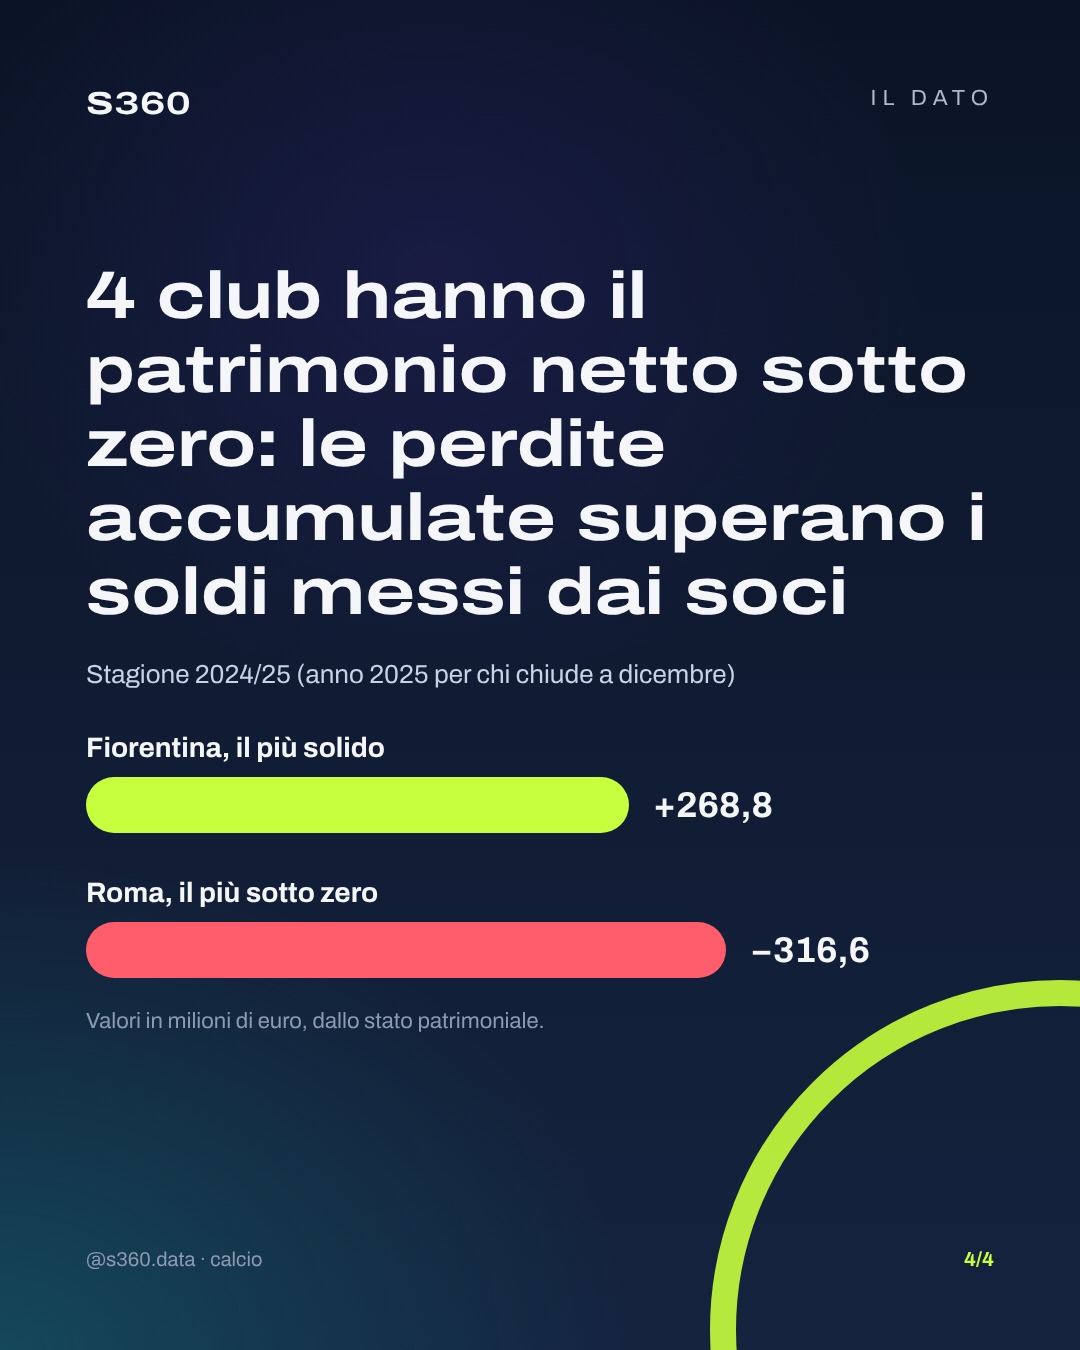 S360
IL DATO
4 club hanno il
patrimonio netto sotto
zero: le perdite
accumulate superano i
soldi messi dai soci
Stagione 2024/25 (anno 2025 per chi chiude a dicembre)
Fiorentina, il più solido
+268,8
Roma, il più sotto zero
−316,6
Valori in milioni di euro, dallo stato patrimoniale.
@s360.data · calcio
4/4